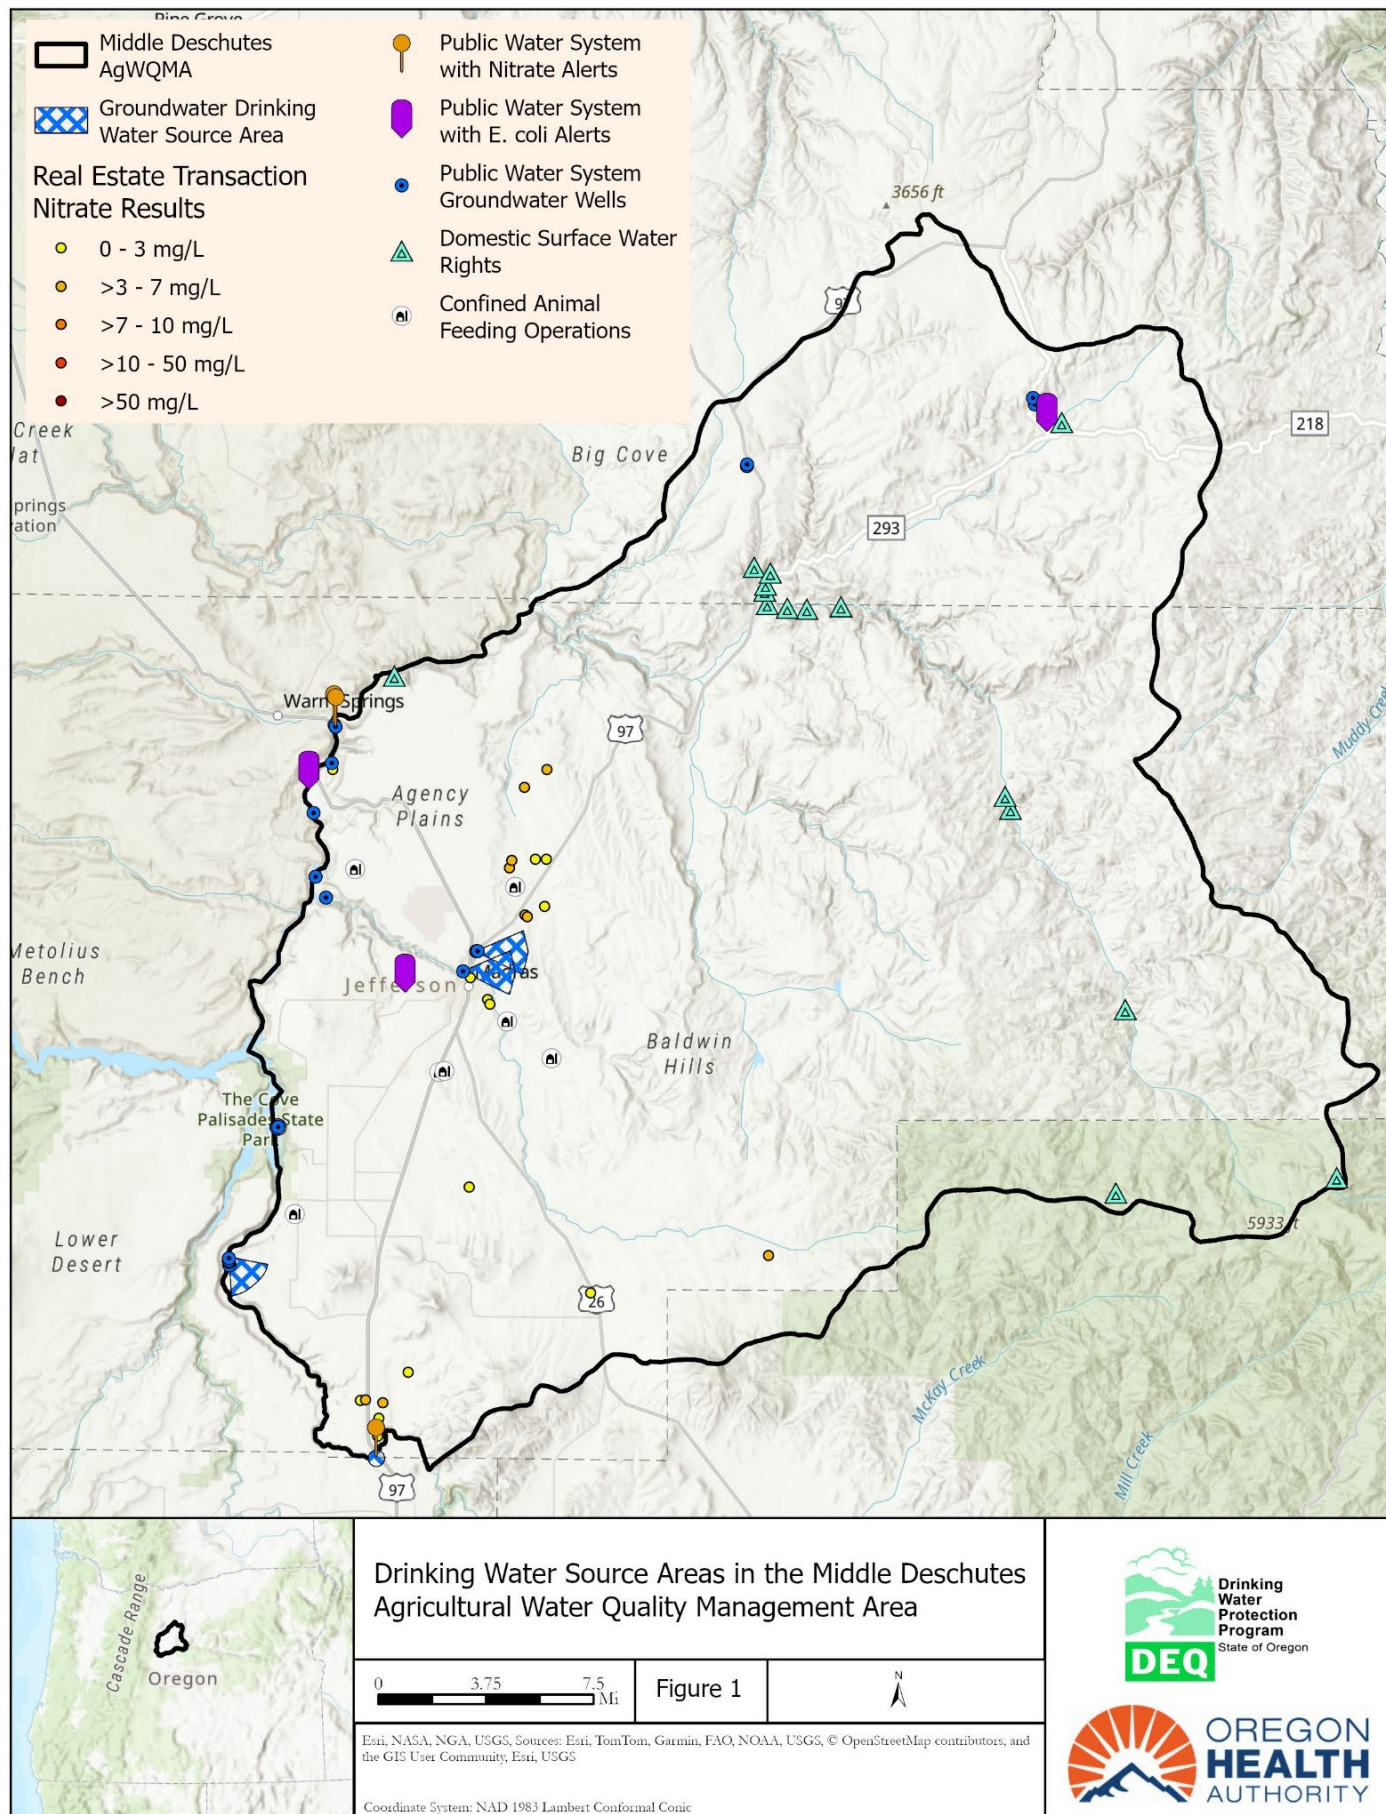 Pine Grove
Middle Deschutes
AgWQMA
Groundwater Drinking
Water Source Area
Real Estate Transaction
Nitrate Results
0 - 3 mg/L
>3 - 7 mg/L
>7 - 10 mg/L
>10 - 50 mg/L
>50 mg/L
Public Water System
with Nitrate Alerts
Public Water System
with E. coli Alerts
Public Water System
Groundwater Wells
Domestic Surface Water
Rights
Confined Animal
Feeding Operations
3656 ft
97
Creek
lat
Big Cove
218
prings
ation
293
Warm Springs
97
Muddy Creek
Agency
Plains
Metolius
Bench
Madras
Jefferson
Baldwin
Hills
The Cove
Palisades State
Park
Lower
Desert
5933 ft
26
McKay Creek
Mill Creek
97
Cascade Range
Oregon
Drinking Water Source Areas in the Middle Deschutes
Agricultural Water Quality Management Area
0 3.75 7.5
Mi
Figure 1
N
Esri, NASA, NGA, USGS, Sources: Esri, TomTom, Garmin, FAO, NOAA, USGS, © OpenStreetMap contributors, and
the GIS User Community, Esri, USGS
Coordinate System: NAD 1983 Lambert Conformal Conic
Drinking
Water
Protection
Program
State of Oregon
DEQ
OREGON
HEALTH
AUTHORITY